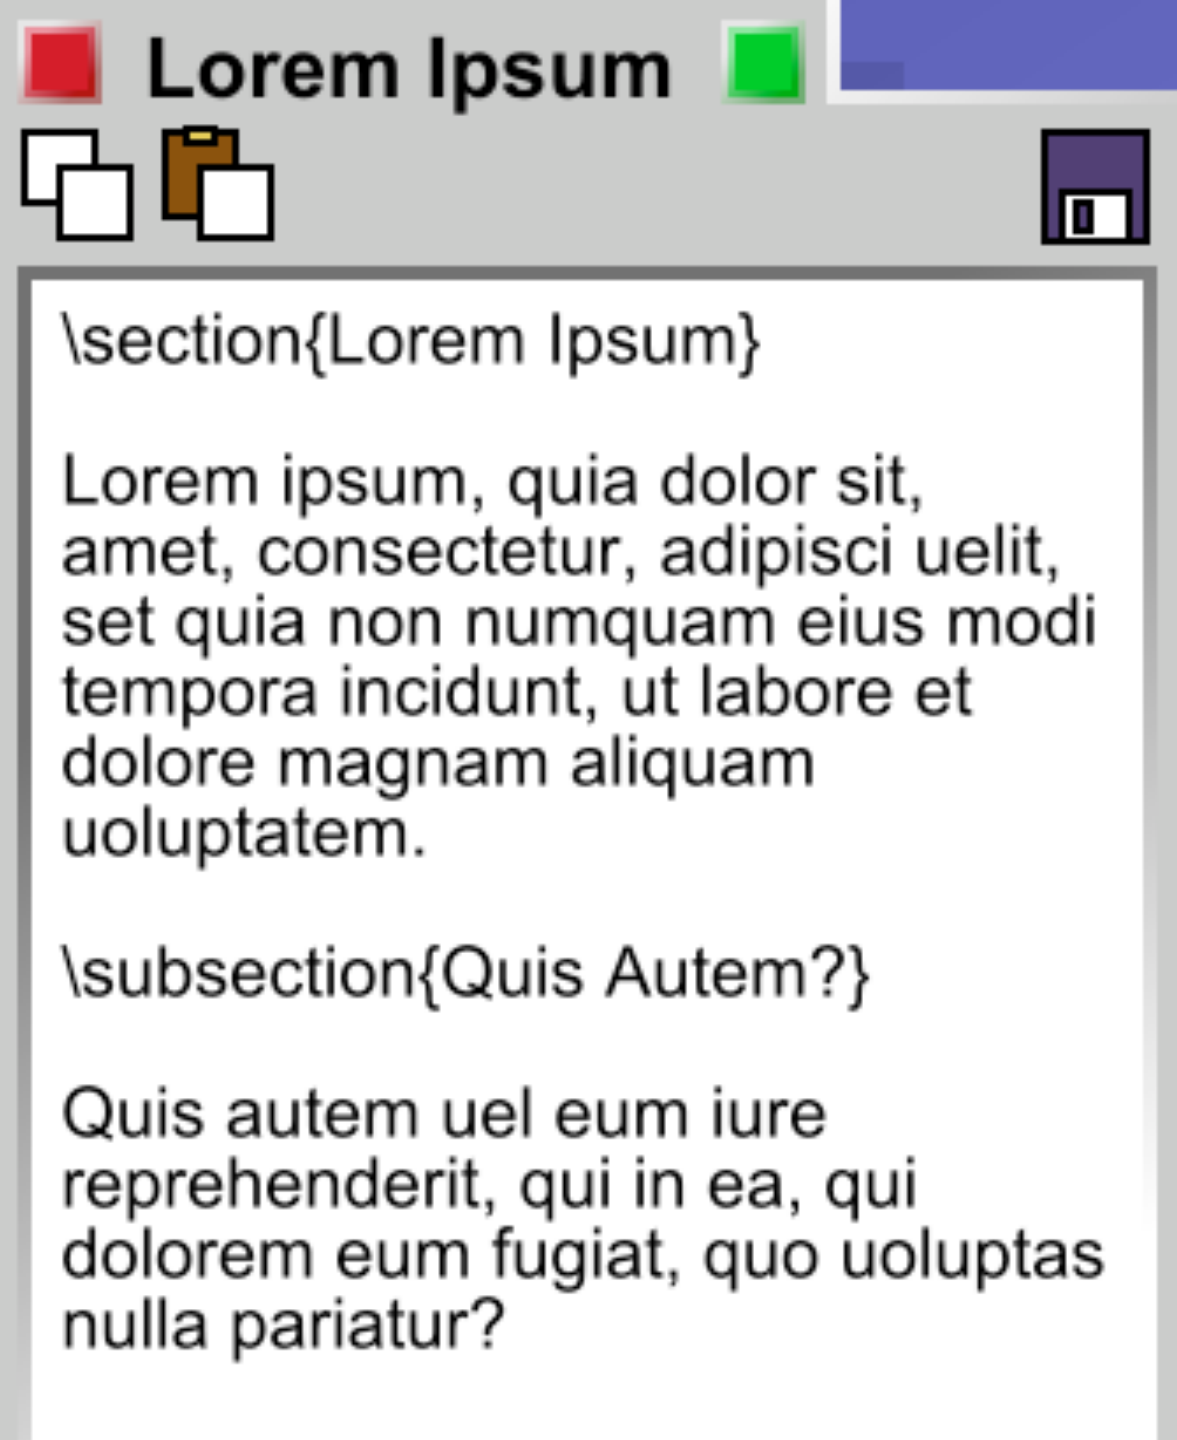 Lorem Ipsum
\section{Lorem Ipsum}
Lorem ipsum, quia dolor sit,
amet, consectetur, adipisci uelit,
set quia non numquam eius modi
tempora incidunt, ut labore et
dolore magnam aliquam
uoluptatem.
\subsection{Quis Autem?}
Quis autem uel eum iure
reprehenderit, qui in ea, qui
dolorem eum fugiat, quo uoluptas
nulla pariatur?